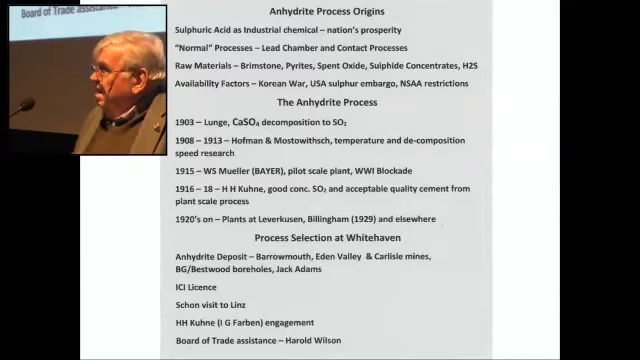 Board of Trade assistance
Anhydrite Process Origins
Sulphuric Acid as Industrial chemical – nation's prosperity
"Normal" Processes – Lead Chamber and Contact Processes
Raw Materials – Brimstone, Pyrites, Spent Oxide, Sulphide Concentrates, H2S
Availability Factors – Korean War, USA sulphur embargo, NSAA restrictions
The Anhydrite Process
1903 – Lunge, CaSO₄ decomposition to SO₂
1908 – 1913 – Hofman & Mostowithsch, temperature and de-composition
speed research
1915 – WS Mueller (BAYER), pilot scale plant, WWI Blockade
1916 – 18 – H H Kuhne, good conc. SO₂ and acceptable quality cement from
plant scale process
1920's on – Plants at Leverkusen, Billingham (1929) and elsewhere
Process Selection at Whitehaven
Anhydrite Deposit – Barrowmouth, Eden Valley & Carlisle mines,
BG/Bestwood boreholes, Jack Adams
ICI Licence
Schon visit to Linz
HH Kuhne (I G Farben) engagement
Board of Trade assistance – Harold Wilson